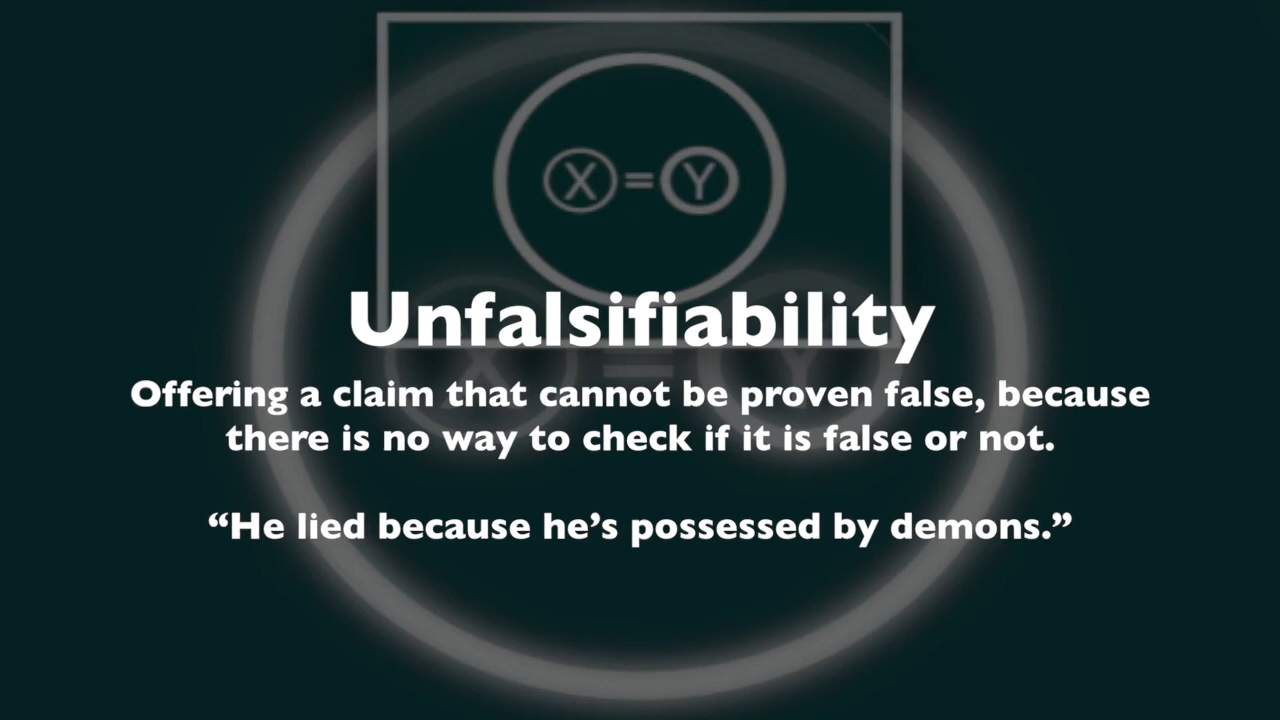 X = Y
Unfalsifiability
X = Y
Offering a claim that cannot be proven false, because
there is no way to check if it is false or not.
“He lied because he’s possessed by demons.”